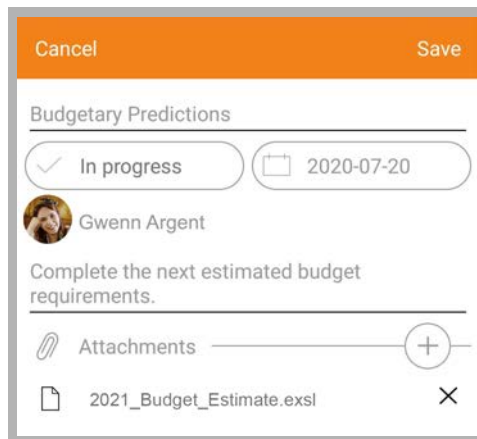 Cancel Save
Budgetary Predictions
In progress 2020-07-20
Gwenn Argent
Complete the next estimated budget
requirements.
Attachments
2021_Budget_Estimate.exsl